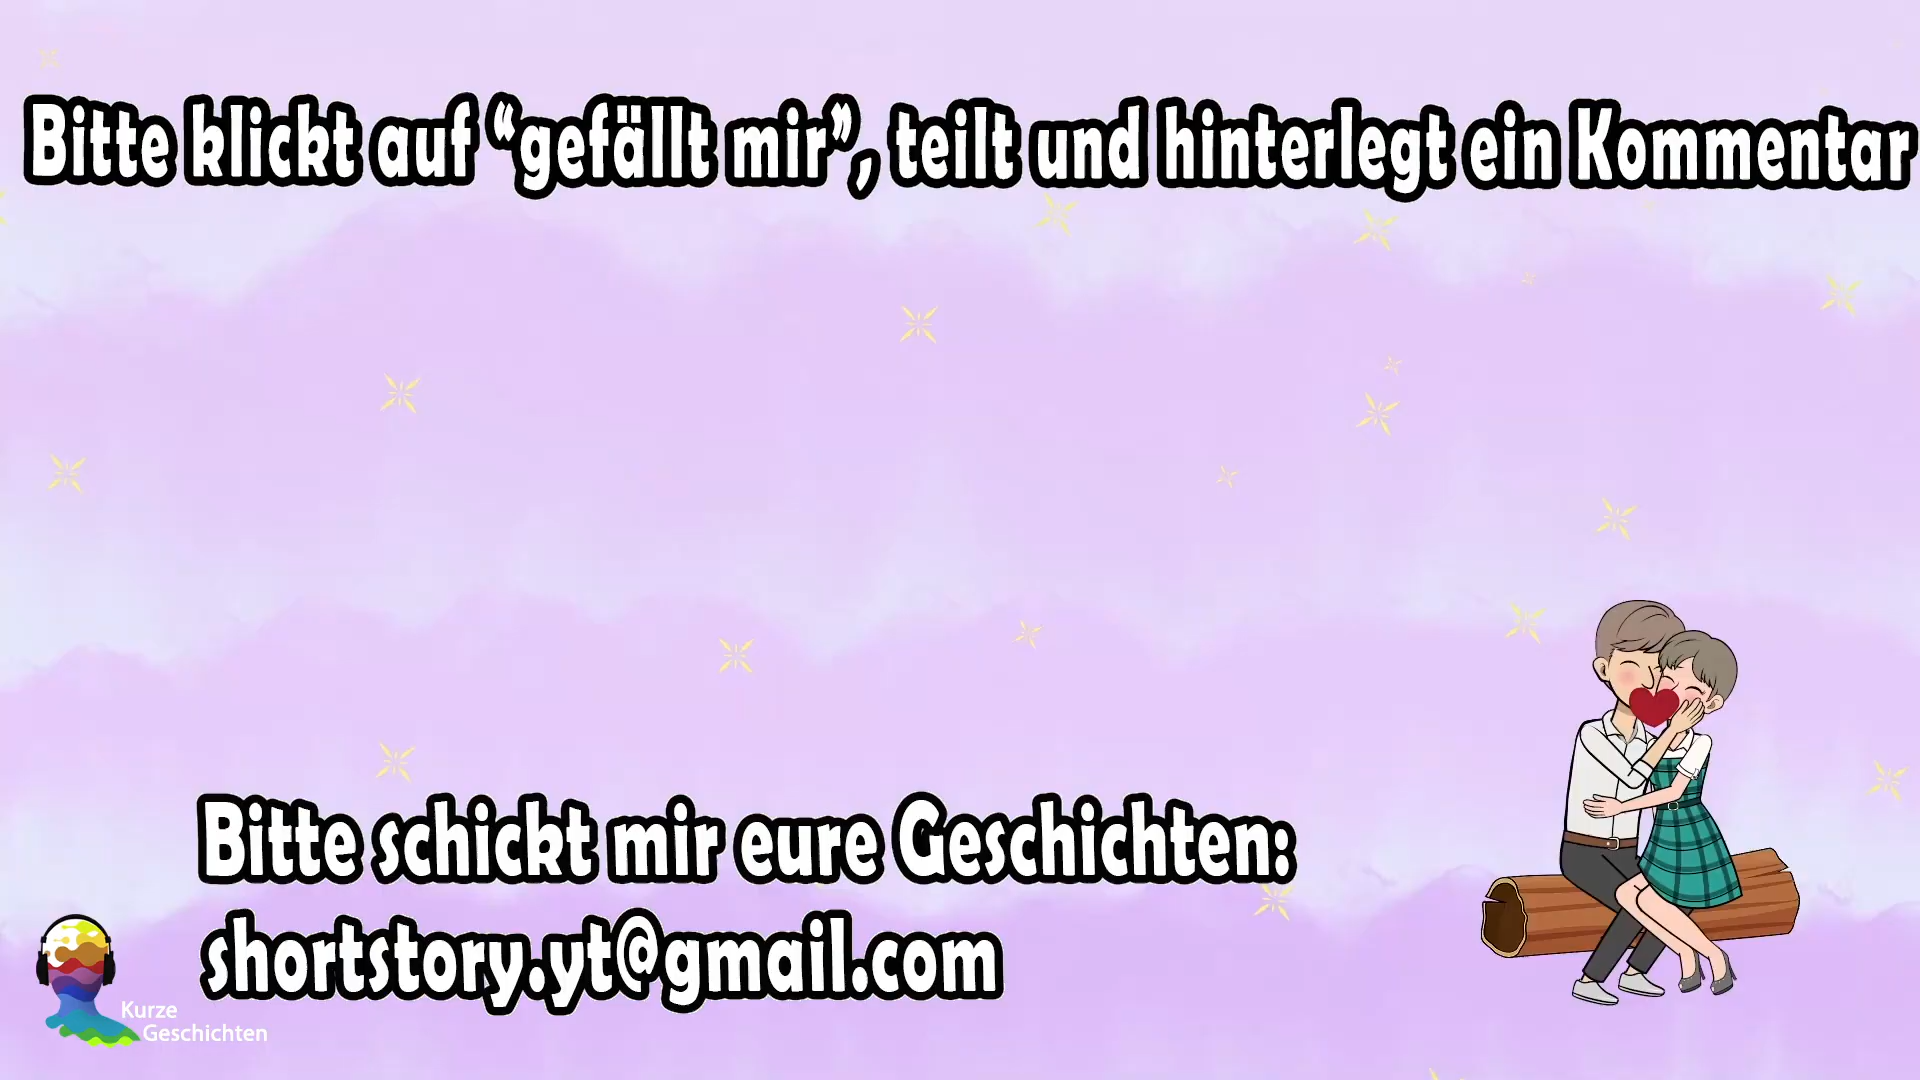 Bitte klickt auf “gefällt mir”, teilt und hinterlegt ein Kommentar
Bitte schickt mir eure Geschichten:
shortstory.yt@gmail.com
Kurze
Geschichten